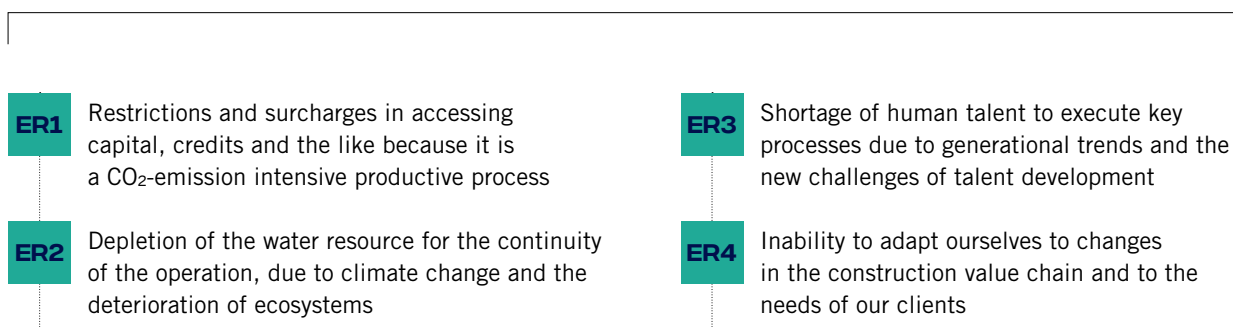 ER1
Restrictions and surcharges in accessing
capital, credits and the like because it is
a CO₂-emission intensive productive process
ER2
Depletion of the water resource for the continuity
of the operation, due to climate change and the
deterioration of ecosystems
ER3
Shortage of human talent to execute key
processes due to generational trends and the
new challenges of talent development
ER4
Inability to adapt ourselves to changes
in the construction value chain and to the
needs of our clients